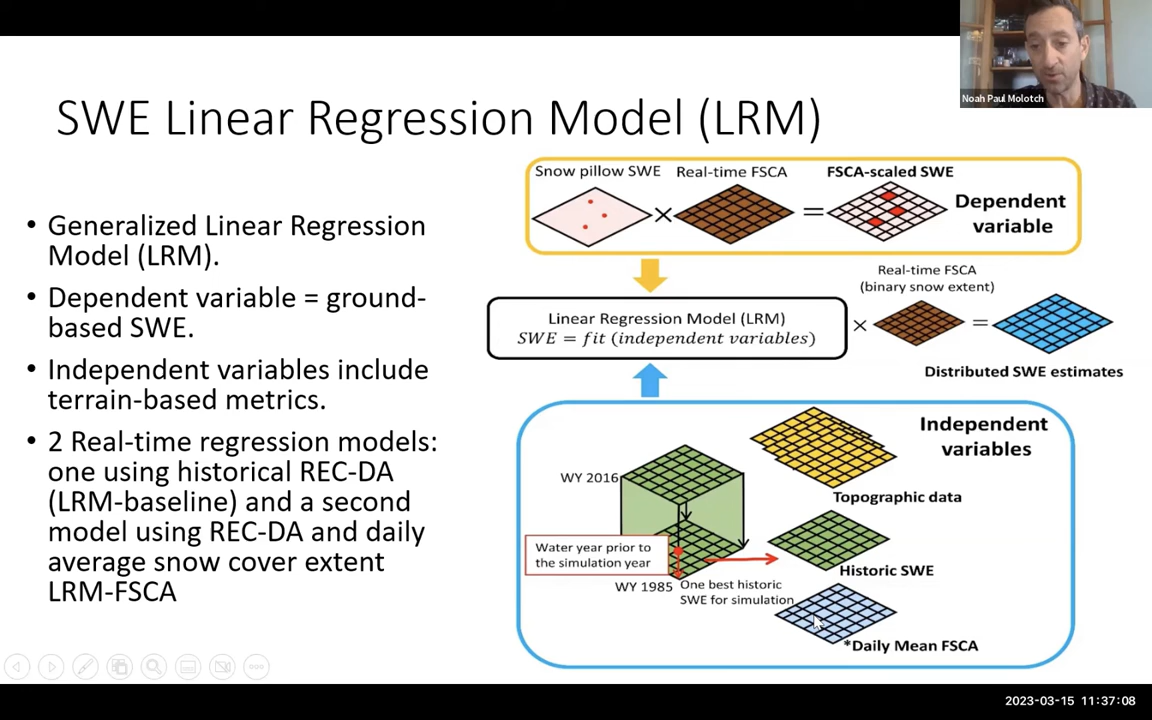 Noah Paul Molotch
SWE Linear Regression Model (LRM)
• Generalized Linear Regression
Model (LRM).
• Dependent variable = ground-
based SWE.
• Independent variables include
terrain-based metrics.
• 2 Real-time regression models:
one using historical REC-DA
(LRM-baseline) and a second
model using REC-DA and daily
average snow cover extent
LRM-FSCA
Snow pillow SWE
×
Real-time FSCA
=
FSCA-scaled SWE
Dependent
variable
Linear Regression Model (LRM)
SWE = fit (independent variables)
×
Real-time FSCA
(binary snow extent)
=
Distributed SWE estimates
Independent
variables
WY 2016
Water year prior to
the simulation year
WY 1985
One best historic
SWE for simulation
Topographic data
Historic SWE
*Daily Mean FSCA
2023-03-15 11:37:08